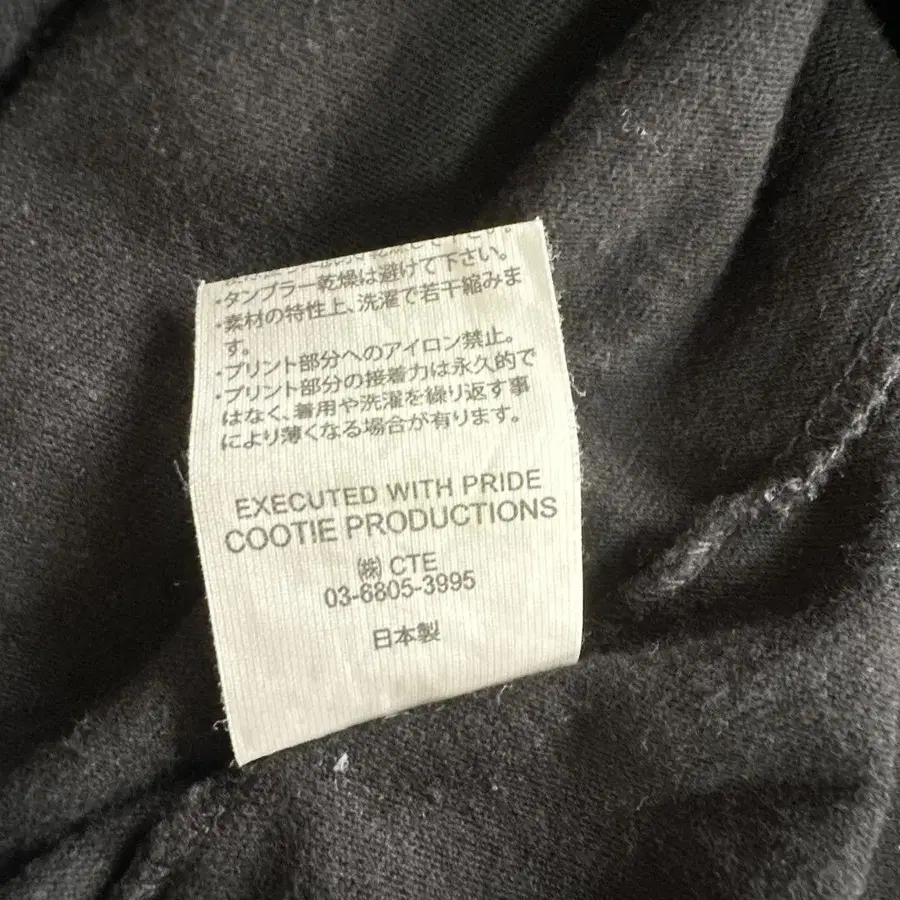 ・タンブラー乾燥は避けて下さい。
・素材の特性上、洗濯で若干縮みま
す。
・プリント部分へのアイロン禁止。
・プリント部分の接着力は永久的で
はなく、着用や洗濯を繰り返す事
により薄くなる場合が有ります。
EXECUTED WITH PRIDE
COOTIE PRODUCTIONS
㈱ CTE
03-6805-3995
日本製